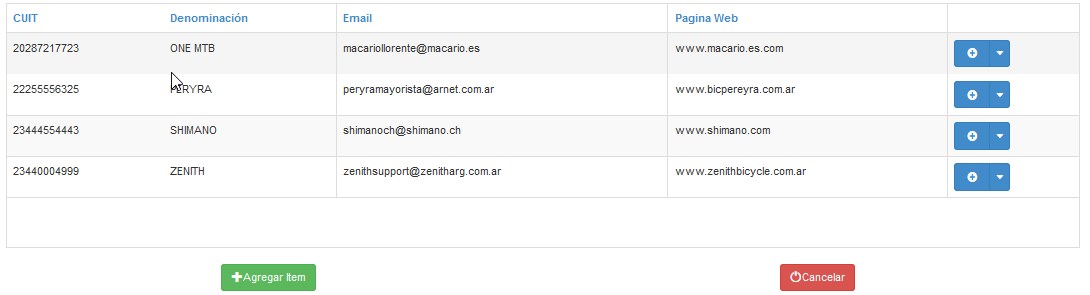 CUIT Denominación Email Pagina Web
20287217723 ONE MTB macariollorente@macario.es www.macario.es.com
22255556325 PERYRA peryramayorista@arnet.com.ar www.bicpereyra.com.ar
23444554443 SHIMANO shimanoch@shimano.ch www.shimano.com
23440004999 ZENITH zenithsupport@zenitharg.com.ar www.zenithbicycle.com.ar
Agregar Item Cancelar